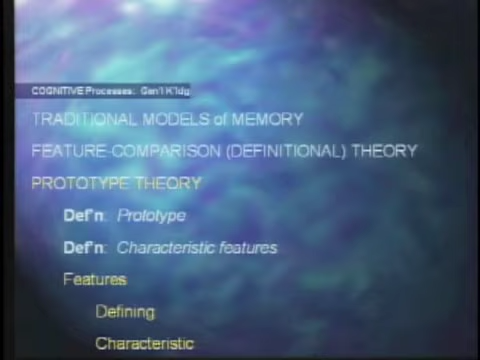 COGNITIVE Processes: Gen'l K'ldg
TRADITIONAL MODELS of MEMORY
FEATURE-COMPARISON (DEFINITIONAL) THEORY
PROTOTYPE THEORY
Def'n: Prototype
Def'n: Characteristic features
Features
Defining
Characteristic